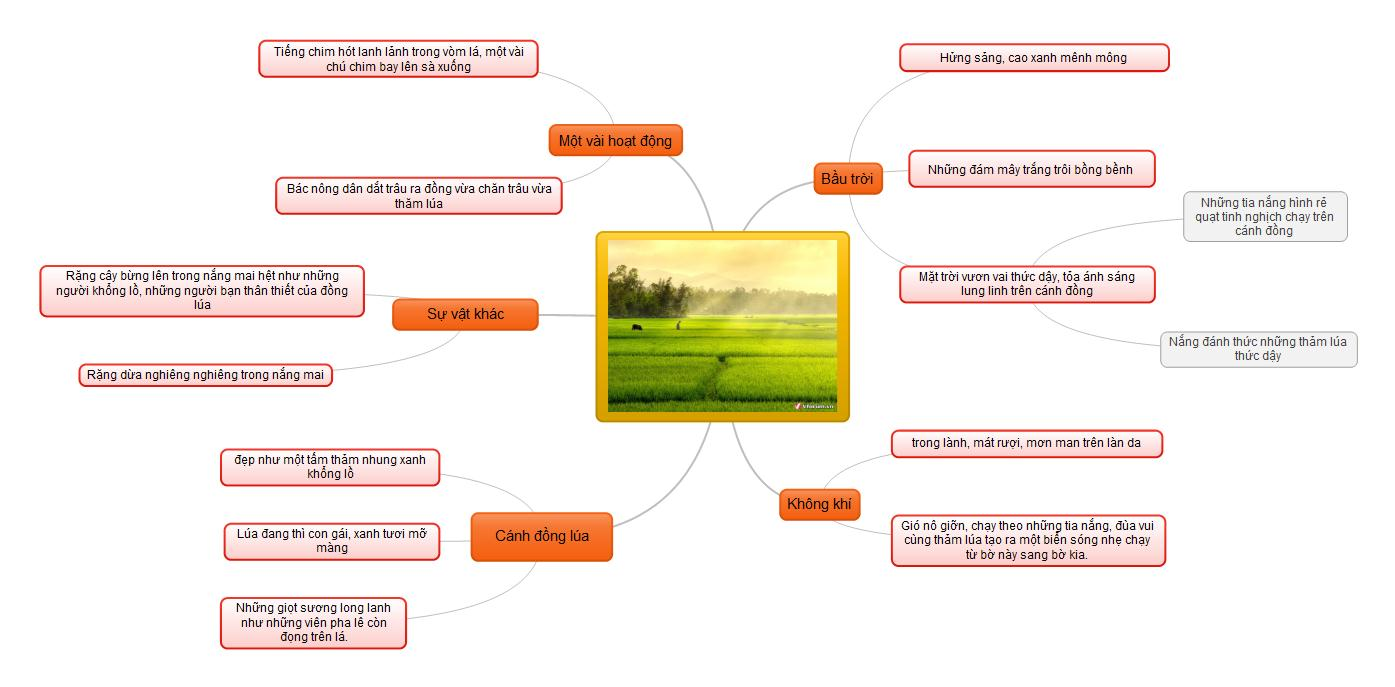 Tiếng chim hót lanh lảnh trong vòm lá, một vài
chú chim bay lên sà xuống
Một vài hoạt động
Bác nông dân dắt trâu ra đồng vừa chăn trâu vừa
thăm lúa
Rặng cây bừng lên trong nắng mai hệt như những
người khổng lồ, những người bạn thân thiết của đồng
lúa
Sự vật khác
Rặng dừa nghiêng nghiêng trong nắng mai
đẹp như một tấm thảm nhung xanh
khổng lồ
Lúa đang thì con gái, xanh tươi mỡ
màng
Cánh đồng lúa
Những giọt sương long lanh
như những viên pha lê còn
đọng trên lá.
Hửng sáng, cao xanh mênh mông
Bầu trời
Những đám mây trắng trôi bồng bềnh
Những tia nắng hình rẻ
quạt tinh nghịch chạy trên
cánh đồng
Mặt trời vươn vai thức dậy, tỏa ánh sáng
lung linh trên cánh đồng
Nắng đánh thức những thảm lúa
thức dậy
trong lành, mát rượi, mơn man trên làn da
Không khí
Gió nô giỡn, chạy theo những tia nắng, đùa vui
cùng thảm lúa tạo ra một biển sóng nhẹ chạy
từ bờ này sang bờ kia.
vforum.vn